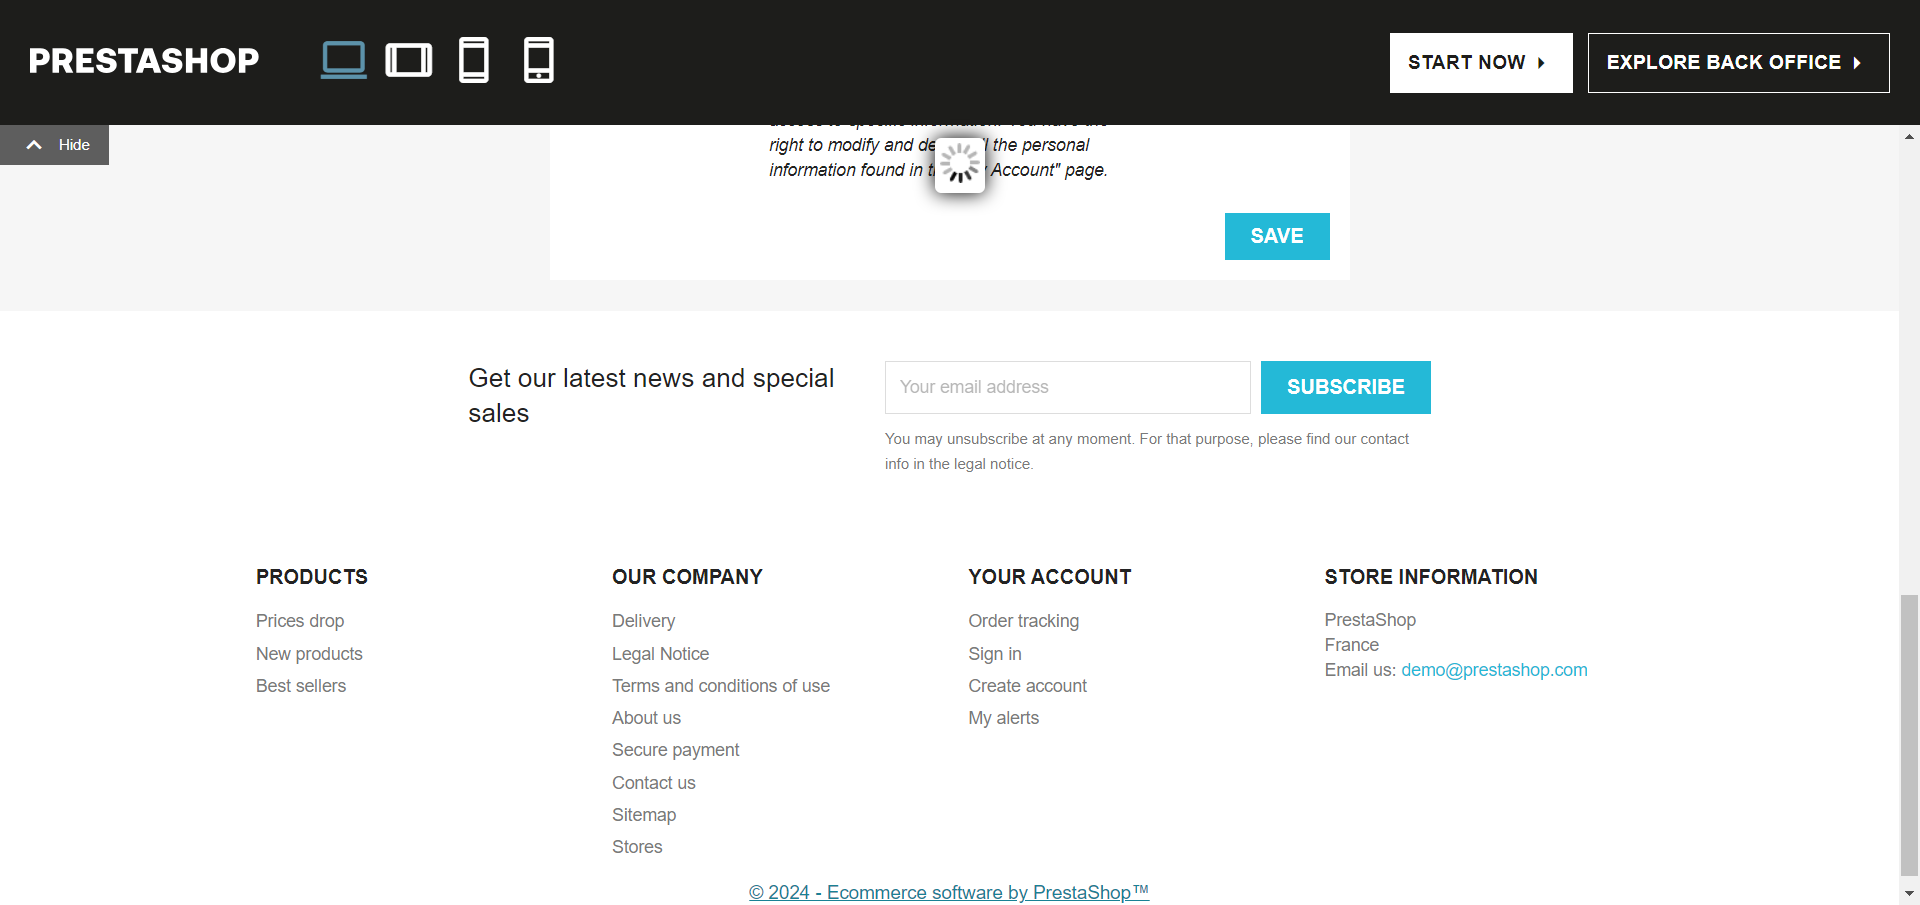 PRESTASHOP
START NOW
EXPLORE BACK OFFICE
Hide
right to modify and the personal
information found in Account" page.
SAVE
Get our latest news and special
sales
Your email address
SUBSCRIBE
You may unsubscribe at any moment. For that purpose, please find our contact
info in the legal notice.
PRODUCTS
Prices drop
New products
Best sellers
OUR COMPANY
Delivery
Legal Notice
Terms and conditions of use
About us
Secure payment
Contact us
Sitemap
Stores
YOUR ACCOUNT
Order tracking
Sign in
Create account
My alerts
STORE INFORMATION
PrestaShop
France
Email us: demo@prestashop.com
© 2024 - Ecommerce software by PrestaShop™